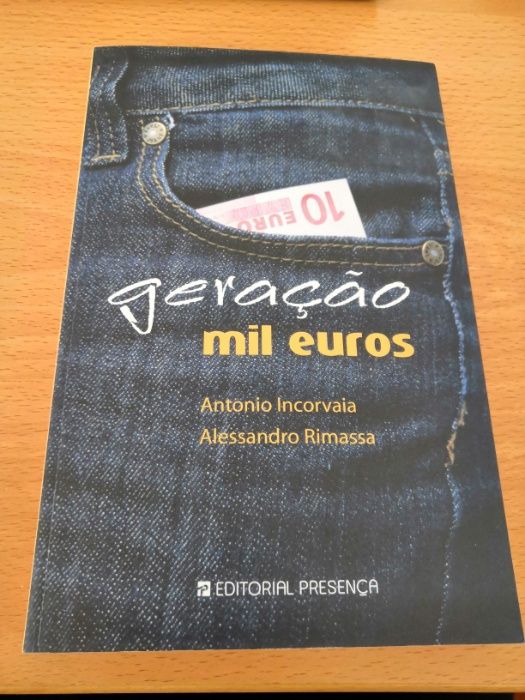 10 EURO
geração
mil euros
Antonio Incorvaia
Alessandro Rimassa
EDITORIAL PRESENÇA